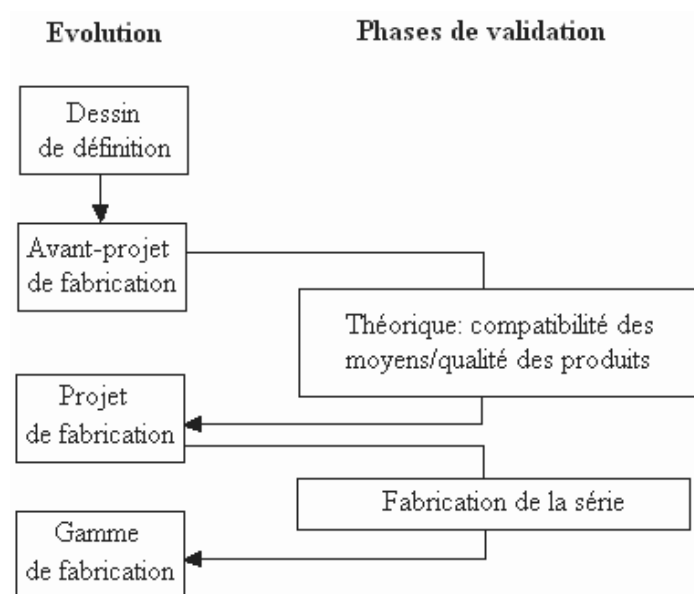 Evolution
Phases de validation
Dessin
de définition
Avant-projet
de fabrication
Théorique: compatibilité des
moyens/qualité des produits
Projet
de fabrication
Fabrication de la série
Gamme
de fabrication